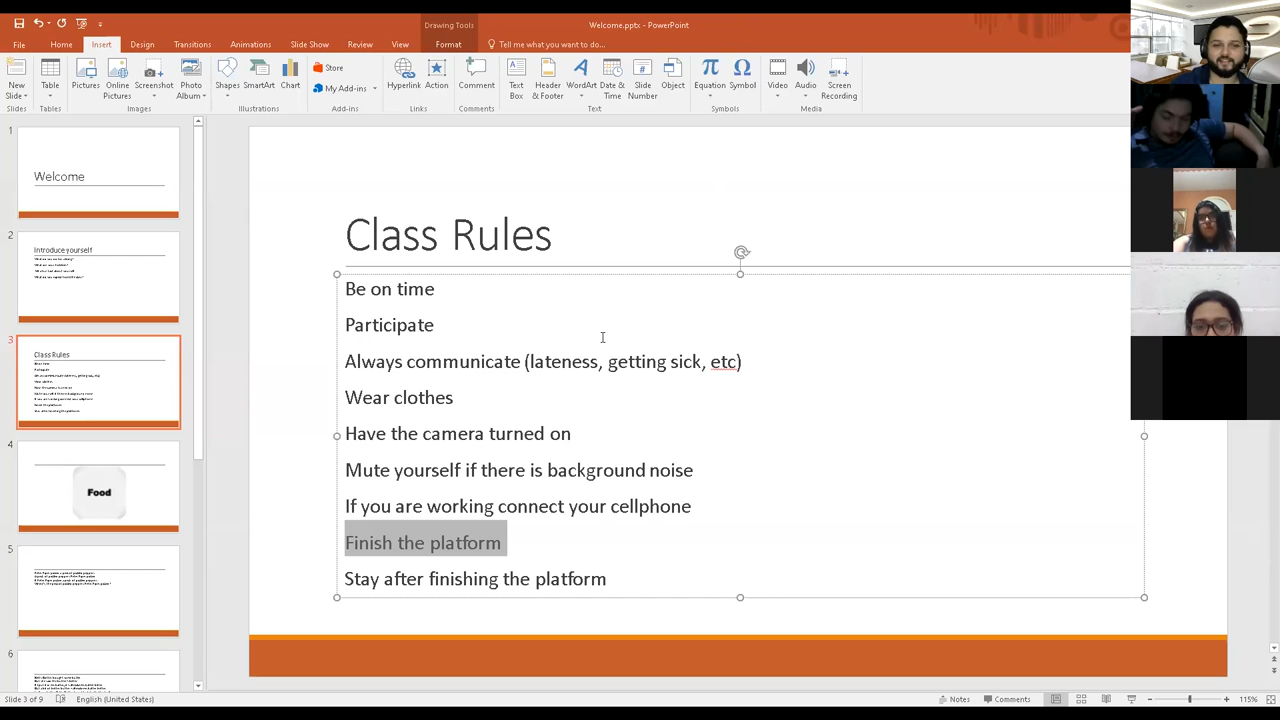 Drawing Tools
Welcome.pptx - PowerPoint
File Home Insert Design Transitions Animations Slide Show Review View Format Tell me what you want to do...
New Slide
Table
Pictures
Online Pictures
Screenshot
Photo Album
Shapes
SmartArt
Chart
Store
My Add-ins
Hyperlink
Action
Comment
Text Box
Header & Footer
WordArt
Date & Time
Slide Number
Object
Equation
Symbol
Video
Audio
Screen Recording
Slides Tables Images Illustrations Add-ins Links Comments Text Symbols Media
1
Welcome
2
Introduce yourself
3
Class Rules
4
Food
5
6
Class Rules
Be on time
Participate
Always communicate (lateness, getting sick, etc)
Wear clothes
Have the camera turned on
Mute yourself if there is background noise
If you are working connect your cellphone
Finish the platform
Stay after finishing the platform
Slide 3 of 9 English (United States) Notes Comments 115%